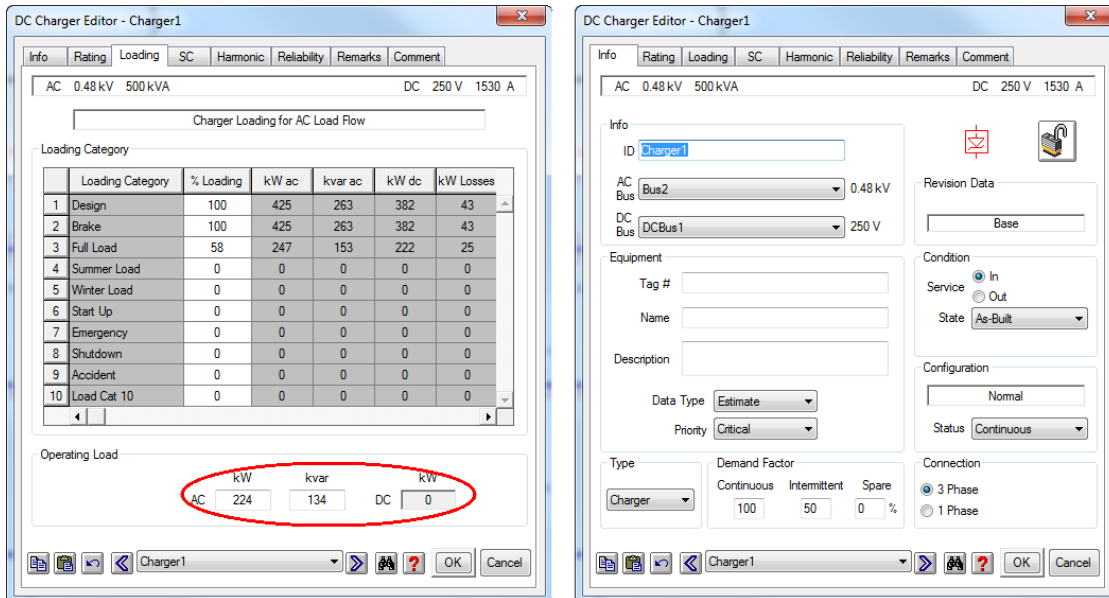 DC Charger Editor - Charger1
Info Rating Loading SC Harmonic Reliability Remarks Comment
AC 0.48 kV 500 kVA DC 250 V 1530 A
Charger Loading for AC Load Flow
Loading Category
Loading Category % Loading kW ac kvar ac kW dc kW Losses
1 Design 100 425 263 382 43
2 Brake 100 425 263 382 43
3 Full Load 58 247 153 222 25
4 Summer Load 0 0 0 0 0
5 Winter Load 0 0 0 0 0
6 Start Up 0 0 0 0 0
7 Emergency 0 0 0 0 0
8 Shutdown 0 0 0 0 0
9 Accident 0 0 0 0 0
10 Load Cat 10 0 0 0 0 0
Operating Load
kW kvar kW
AC 224 134 DC 0
Charger1 ? OK Cancel
DC Charger Editor - Charger1
Info Rating Loading SC Harmonic Reliability Remarks Comment
AC 0.48 kV 500 kVA DC 250 V 1530 A
Info
ID Charger1
AC Bus Bus2 0.48 kV
DC Bus DCBus1 250 V
Revision Data
Base
Equipment
Tag #
Name
Description
Data Type Estimate
Priority Critical
Condition
Service In
Out
State As-Built
Configuration
Normal
Status Continuous
Type
Charger
Demand Factor
Continuous Intermittent Spare
100 50 0 %
Connection
3 Phase
1 Phase
Charger1 ? OK Cancel